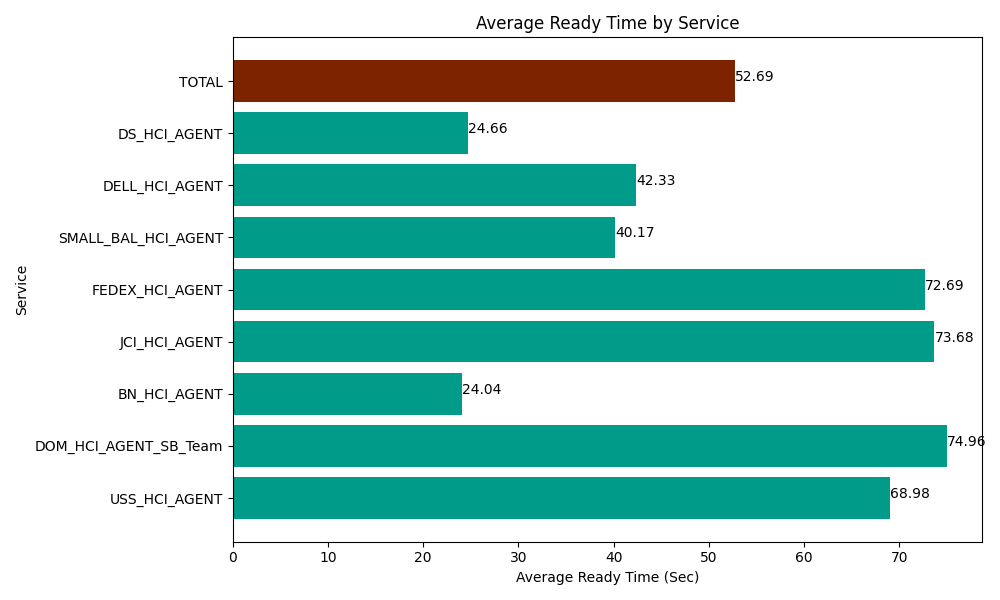 Average Ready Time by Service
TOTAL
52.69
DS_HCI_AGENT
24.66
DELL_HCI_AGENT
42.33
SMALL_BAL_HCI_AGENT
40.17
FEDEX_HCI_AGENT
72.69
JCI_HCI_AGENT
73.68
BN_HCI_AGENT
24.04
DOM_HCI_AGENT_SB_Team
74.96
USS_HCI_AGENT
68.98
Service
0 10 20 30 40 50 60 70
Average Ready Time (Sec)